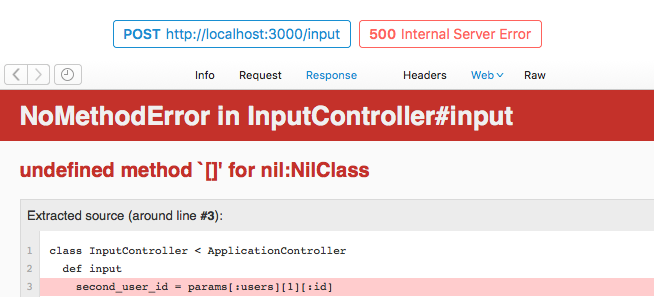 POST http://localhost:3000/input 500 Internal Server Error
Info Request Response Headers Web Raw
NoMethodError in InputController#input
undefined method `[]' for nil:NilClass
Extracted source (around line #3):
1 class InputController < ApplicationController
2 def input
3 second_user_id = params[:users][1][:id]